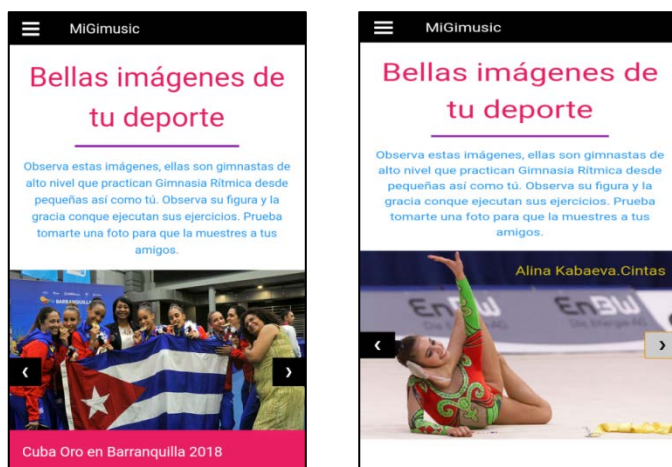 MiGimusic
Bellas imágenes de
tu deporte
Observa estas imágenes, ellas son gimnastas de
alto nivel que practican Gimnasia Rítmica desde
pequeñas así como tú. Observa su figura y la
gracia conque ejecutan sus ejercicios. Prueba
tomarte una foto para que la muestres a tus
amigos.
BARRANQUILLA
Cuba Oro en Barranquilla 2018
MiGimusic
Bellas imágenes de
tu deporte
Observa estas imágenes, ellas son gimnastas de
alto nivel que practican Gimnasia Rítmica desde
pequeñas así como tú. Observa su figura y la
gracia conque ejecutan sus ejercicios. Prueba
tomarte una foto para que la muestres a tus
amigos.
Alina Kabaeva.Cintas
EnBW
EnBW